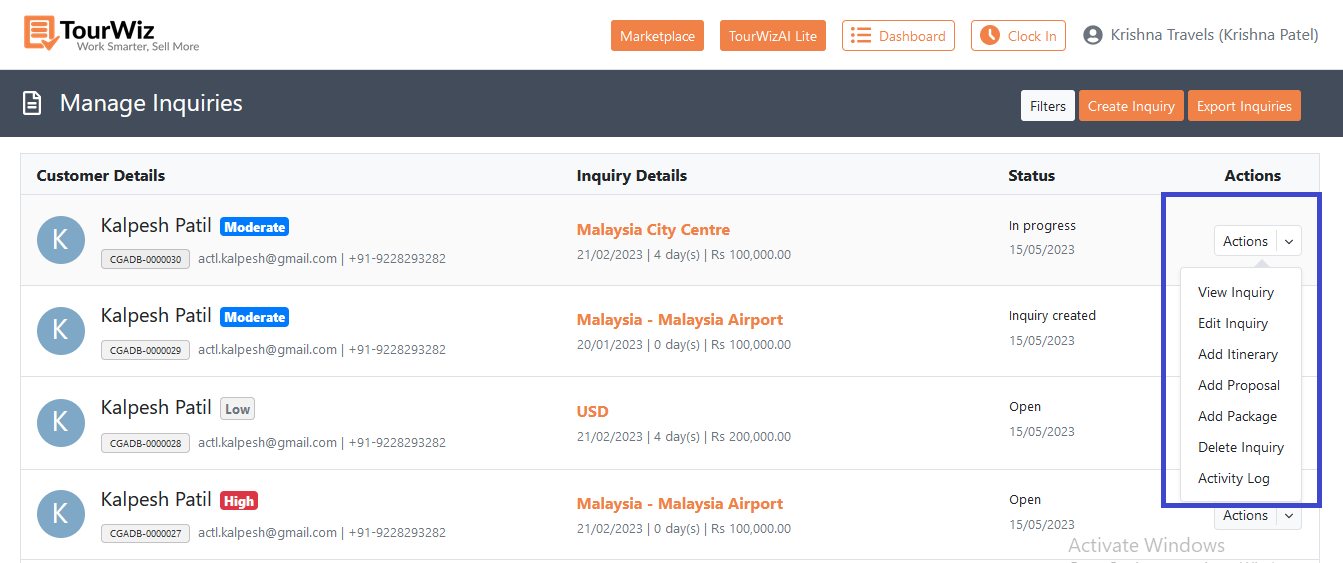 TourWiz
Work Smarter, Sell More
Marketplace
TourWizAI Lite
Dashboard
Clock In
Krishna Travels (Krishna Patel)
Manage Inquiries
Filters
Create Inquiry
Export Inquiries
Customer Details
Inquiry Details
Status
Actions
K
Kalpesh Patil Moderate
CGADB-0000030 actl.kalpesh@gmail.com | +91-9228293282
Malaysia City Centre
21/02/2023 | 4 day(s) | Rs 100,000.00
In progress
15/05/2023
Actions
View Inquiry
Edit Inquiry
Add Itinerary
Add Proposal
Add Package
Delete Inquiry
Activity Log
K
Kalpesh Patil Moderate
CGADB-0000029 actl.kalpesh@gmail.com | +91-9228293282
Malaysia - Malaysia Airport
20/01/2023 | 0 day(s) | Rs 100,000.00
Inquiry created
15/05/2023
K
Kalpesh Patil Low
CGADB-0000028 actl.kalpesh@gmail.com | +91-9228293282
USD
21/02/2023 | 4 day(s) | Rs 200,000.00
Open
15/05/2023
K
Kalpesh Patil High
CGADB-0000027 actl.kalpesh@gmail.com | +91-9228293282
Malaysia - Malaysia Airport
21/02/2023 | 0 day(s) | Rs 100,000.00
Open
15/05/2023
Actions
Activate Windows